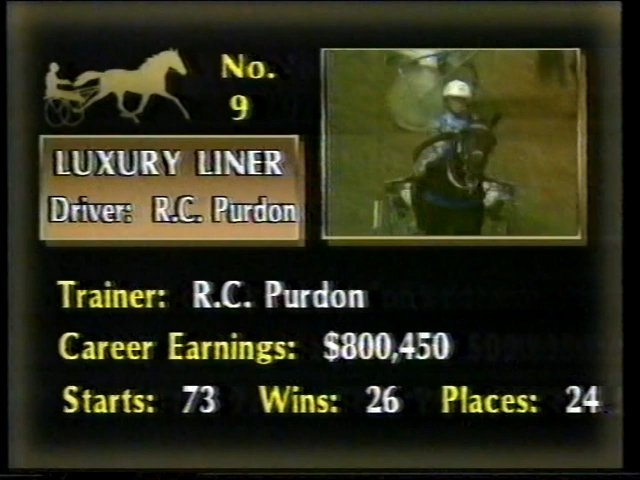 No.
9
LUXURY LINER
Driver: R.C. Purdon
Trainer: R.C. Purdon
Career Earnings: $800,450
Starts: 73 Wins: 26 Places: 24